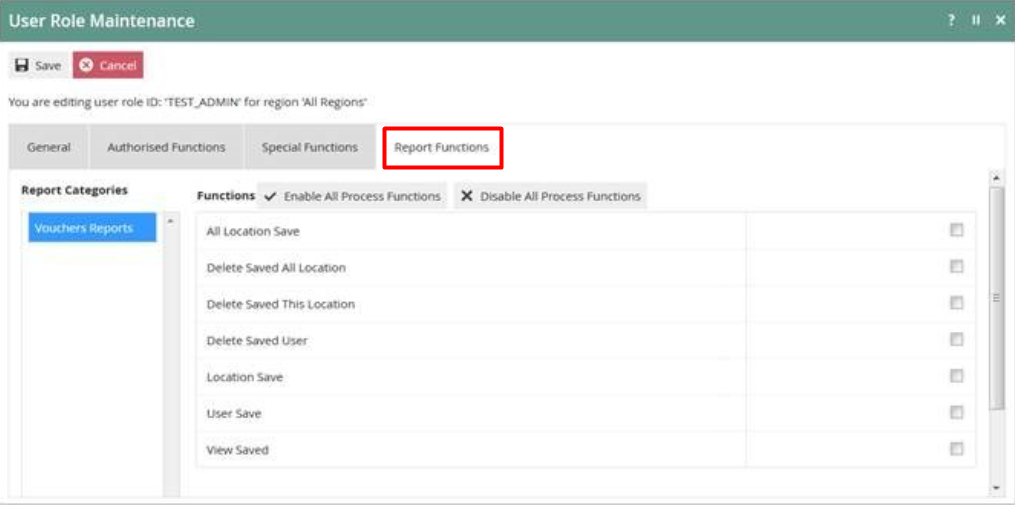 User Role Maintenance ?
Save Cancel
You are editing user role ID: 'TEST_ADMIN' for region 'All Regions'
General Authorised Functions Special Functions Report Functions
Report Categories
Functions Enable All Process Functions Disable All Process Functions
Vouchers Reports
All Location Save
Delete Saved All Location
Delete Saved This Location
Delete Saved User
Location Save
User Save
View Saved